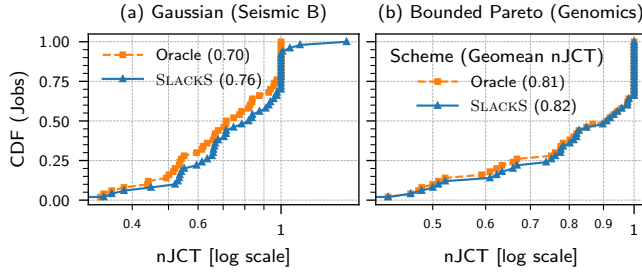 (a) Gaussian (Seismic B)
(b) Bounded Pareto (Genomics)
CDF (Jobs)
1.00
0.75
0.50
0.25
0.00
Oracle (0.70)
SLACKS (0.76)
0.4
0.6
1
nJCT [log scale]
Scheme (Geomean nJCT)
Oracle (0.81)
SLACKS (0.82)
0.5
0.6
0.7
0.8
0.9
1
nJCT [log scale]